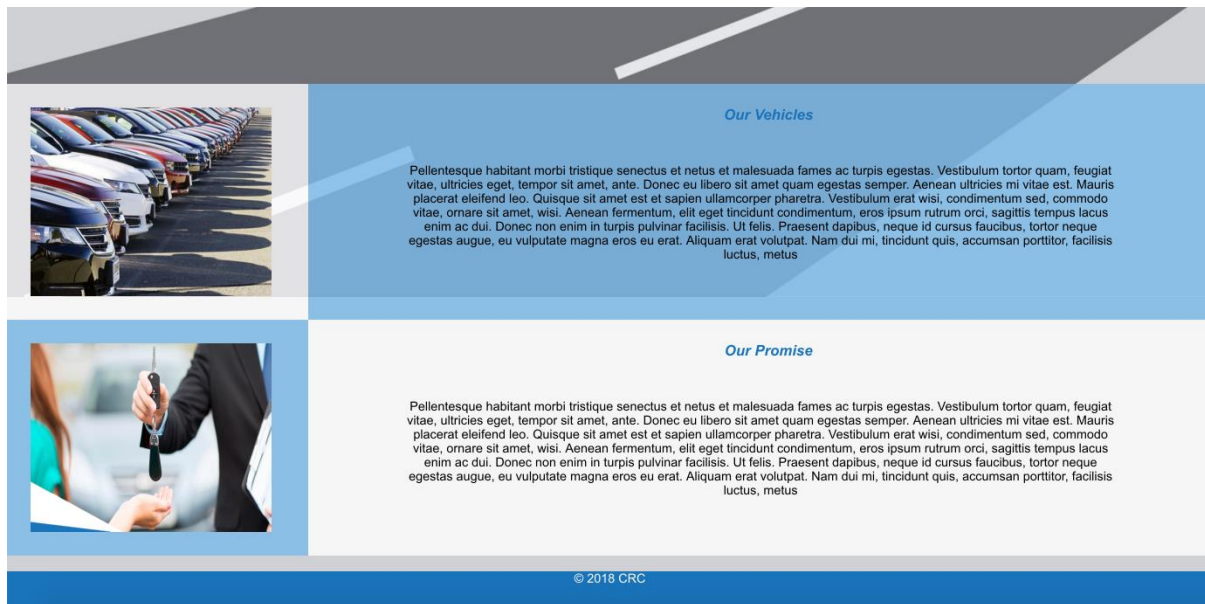 Our Vehicles
Pellentesque habitant morbi tristique senectus et netus et malesuada fames ac turpis egestas. Vestibulum tortor quam, feugiat
vitae, ultricies eget, tempor sit amet, ante. Donec eu libero sit amet quam egestas semper. Aenean ultricies mi vitae est. Mauris
placerat eleifend leo. Quisque sit amet est et sapien ullamcorper pharetra. Vestibulum erat wisi, condimentum sed, commodo
vitae, ornare sit amet, wisi. Aenean fermentum, elit eget tincidunt condimentum, eros ipsum rutrum orci, sagittis tempus lacus
enim ac dui. Donec non enim in turpis pulvinar facilisis. Ut felis. Praesent dapibus, neque id cursus faucibus, tortor neque
egestas augue, eu vulputate magna eros eu erat. Aliquam erat volutpat. Nam dui mi, tincidunt quis, accumsan porttitor, facilisis
luctus, metus
Our Promise
Pellentesque habitant morbi tristique senectus et netus et malesuada fames ac turpis egestas. Vestibulum tortor quam, feugiat
vitae, ultricies eget, tempor sit amet, ante. Donec eu libero sit amet quam egestas semper. Aenean ultricies mi vitae est. Mauris
placerat eleifend leo. Quisque sit amet est et sapien ullamcorper pharetra. Vestibulum erat wisi, condimentum sed, commodo
vitae, ornare sit amet, wisi. Aenean fermentum, elit eget tincidunt condimentum, eros ipsum rutrum orci, sagittis tempus lacus
enim ac dui. Donec non enim in turpis pulvinar facilisis. Ut felis. Praesent dapibus, neque id cursus faucibus, tortor neque
egestas augue, eu vulputate magna eros eu erat. Aliquam erat volutpat. Nam dui mi, tincidunt quis, accumsan porttitor, facilisis
luctus, metus
© 2018 CRC